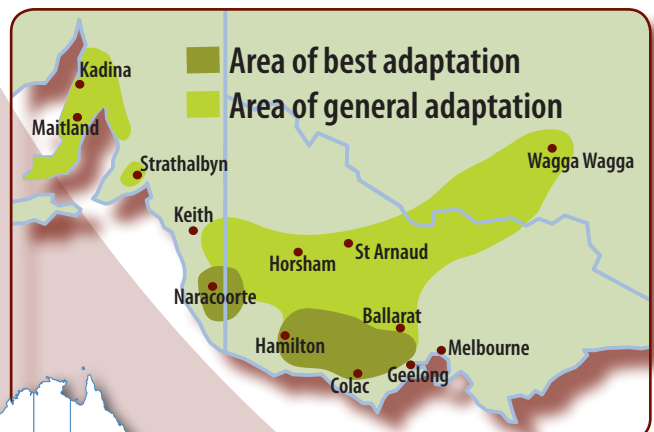 Kadina
Area of best adaptation
Area of general adaptation
Maitland
Strathalbyn
Wagga Wagga
Keith
St Arnaud
Horsham
Naracoorte
Ballarat
Hamilton
Melbourne
Geelong
Colac